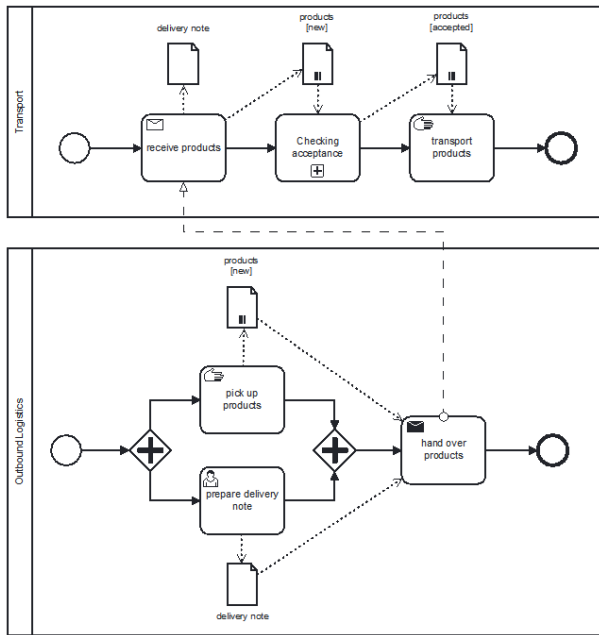 delivery note
products
[new]
products
[accepted]
Transport
receive products
Checking
acceptance
transport
products
products
[new]
Outbound Logistics
pick up
products
hand over
products
prepare delivery
note
delivery note